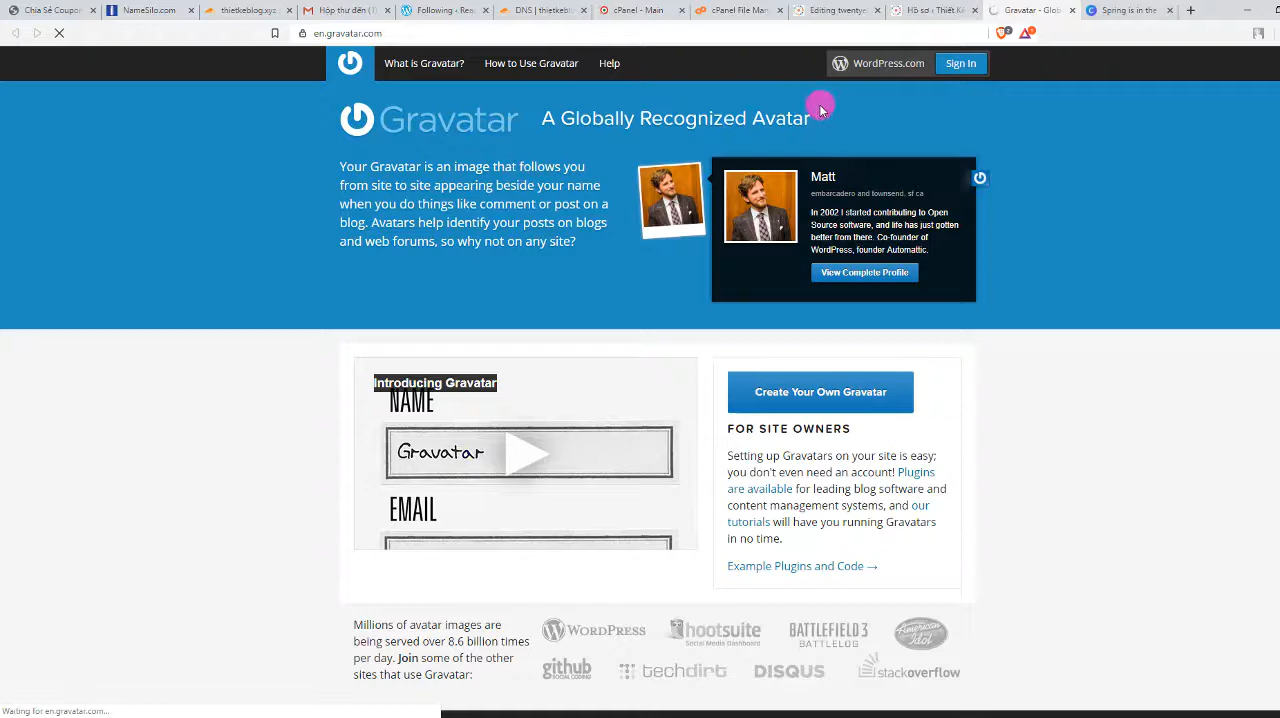 Chia Sẻ Coupon
NameSilo.com
thietkeblog.xyz
Hộp thư đến (1)
Following ‹ Rea
DNS | thietkebl
cPanel - Main
cPanel File Man
Editing twentye
Hồ sơ ‹ Thiết Kế
Gravatar - Glob
Spring is in the
en.gravatar.com
What is Gravatar?
How to Use Gravatar
Help
WordPress.com
Sign In
Gravatar
A Globally Recognized Avatar
Your Gravatar is an image that follows you
from site to site appearing beside your name
when you do things like comment or post on a
blog. Avatars help identify your posts on blogs
and web forums, so why not on any site?
Matt
embarcadero and townsend, sf ca
In 2002 I started contributing to Open
Source software, and life has just gotten
better from there. Co-founder of
WordPress, founder Automattic.
View Complete Profile
Introducing Gravatar
NAME
Gravatar
EMAIL
Create Your Own Gravatar
FOR SITE OWNERS
Setting up Gravatars on your site is easy;
you don't even need an account! Plugins
are available for leading blog software and
content management systems, and our
tutorials will have you running Gravatars
in no time.
Example Plugins and Code →
Millions of avatar images are
being served over 8.6 billion times
per day. Join some of the other
sites that use Gravatar:
WORDPRESS
hootsuite
Social Media Dashboard
BATTLEFIELD 3
BATTLELOG
American Idol
github
SOCIAL CODING
techdirt
DISQUS
stackoverflow
Waiting for en.gravatar.com...